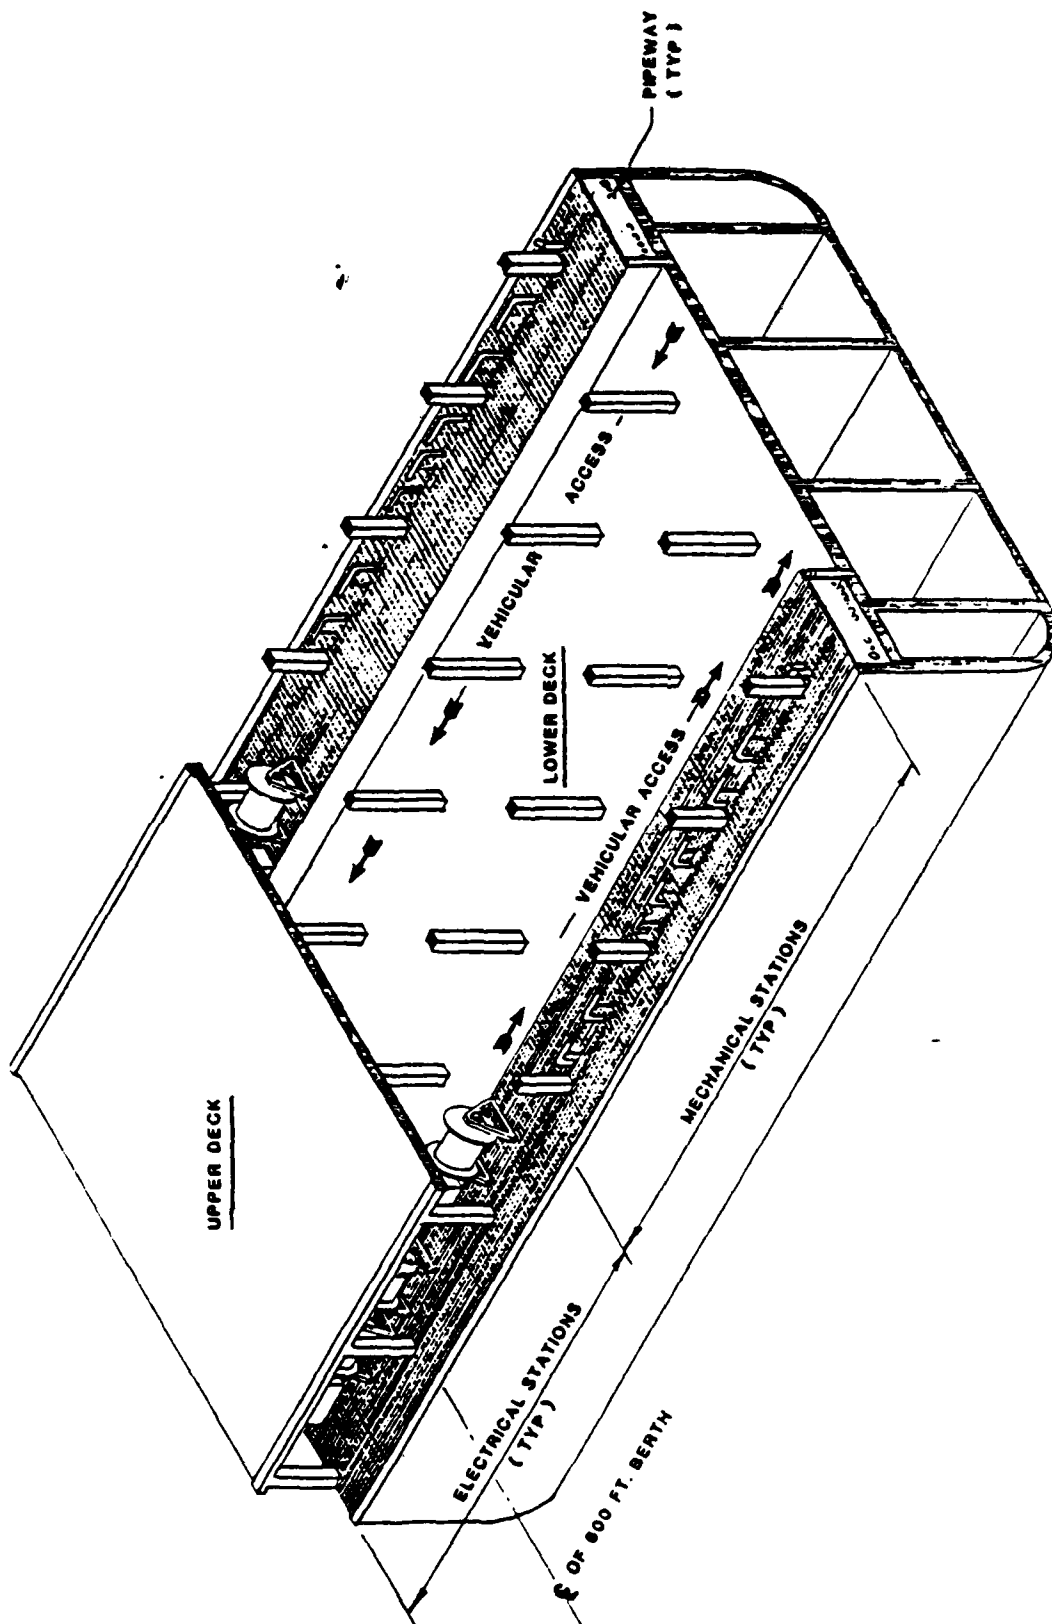 PIPEWAY
( TYP )
UPPER DECK
VEHICULAR ACCESS
LOWER DECK
VEHICULAR ACCESS
MECHANICAL STATIONS
( TYP )
ELECTRICAL STATIONS
( TYP )
℄ OF 600 FT. BERTH